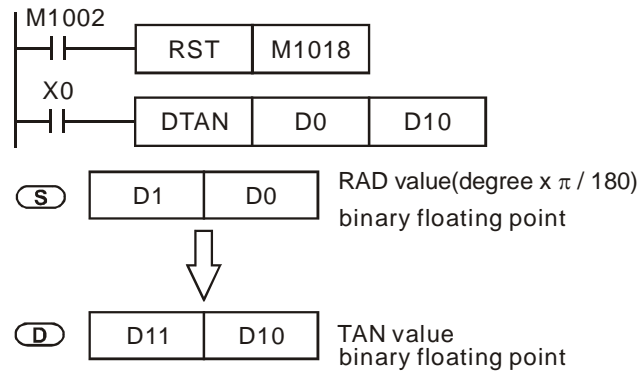 M1002
RST M1018
X0
DTAN D0 D10
S D1 D0 RAD value(degree x π / 180)
binary floating point
D D11 D10 TAN value
binary floating point